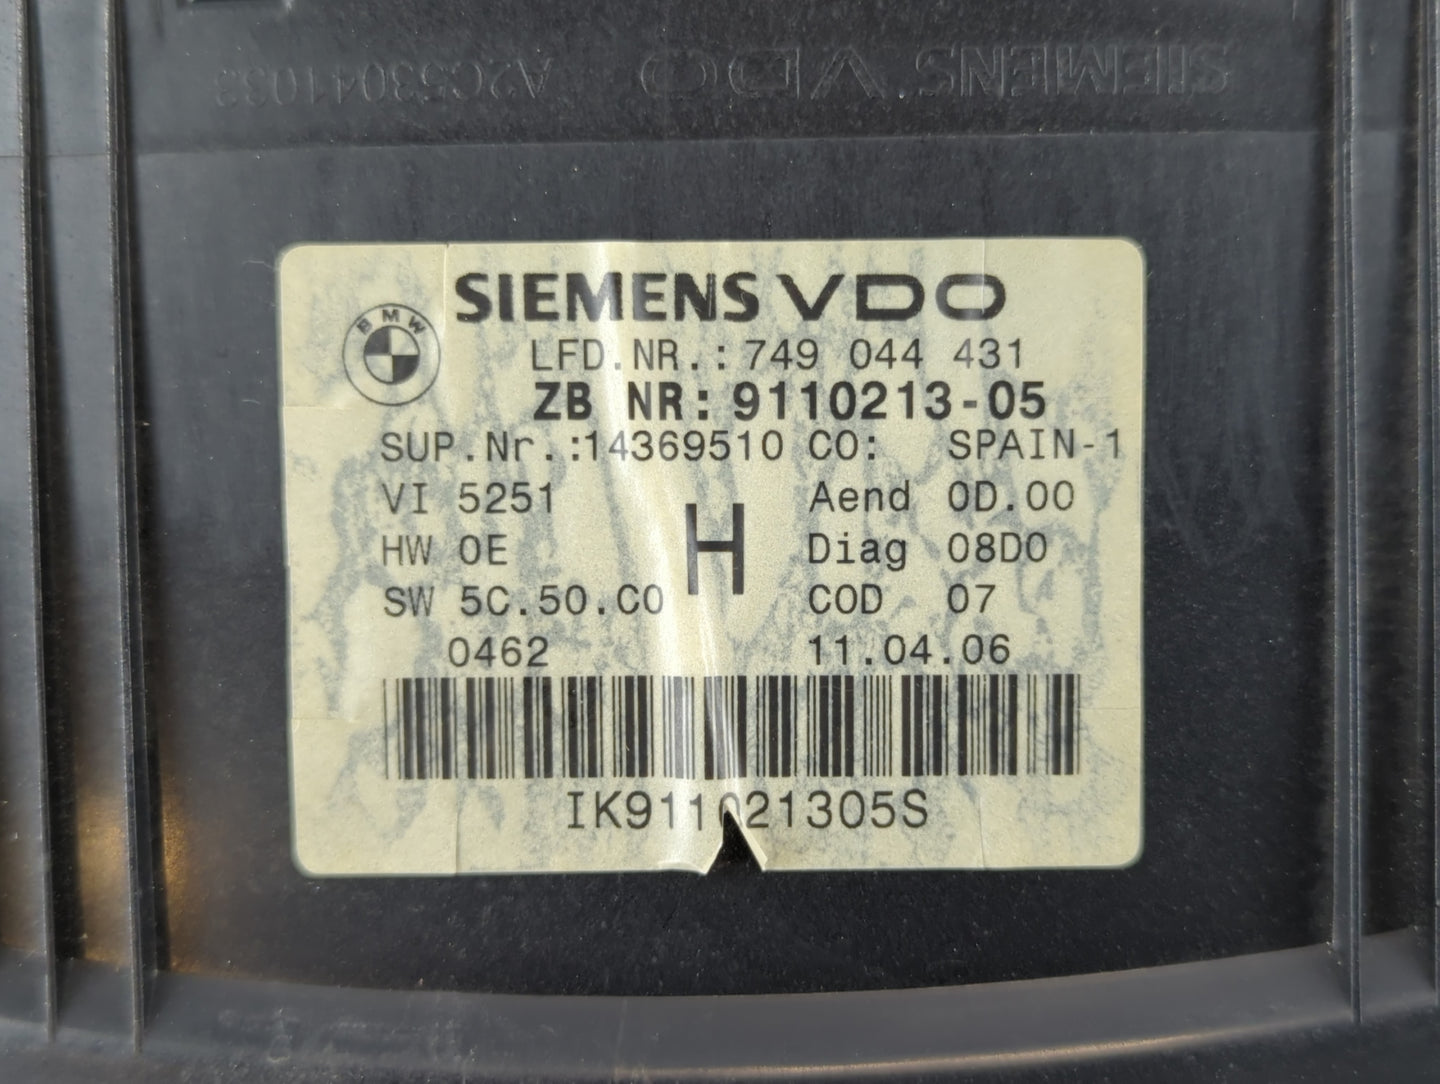 SIEMENS VDO A2C53041033
SIEMENS VDO
BMW
LFD.NR.:749 044 431
ZB NR:9110213-05
SUP.Nr.:14369510 CO: SPAIN-1
VI 5251 Aend 0D.00
HW 0E H Diag 08D0
SW 5C.50.C0 COD 07
0462 11.04.06
IK911021305S